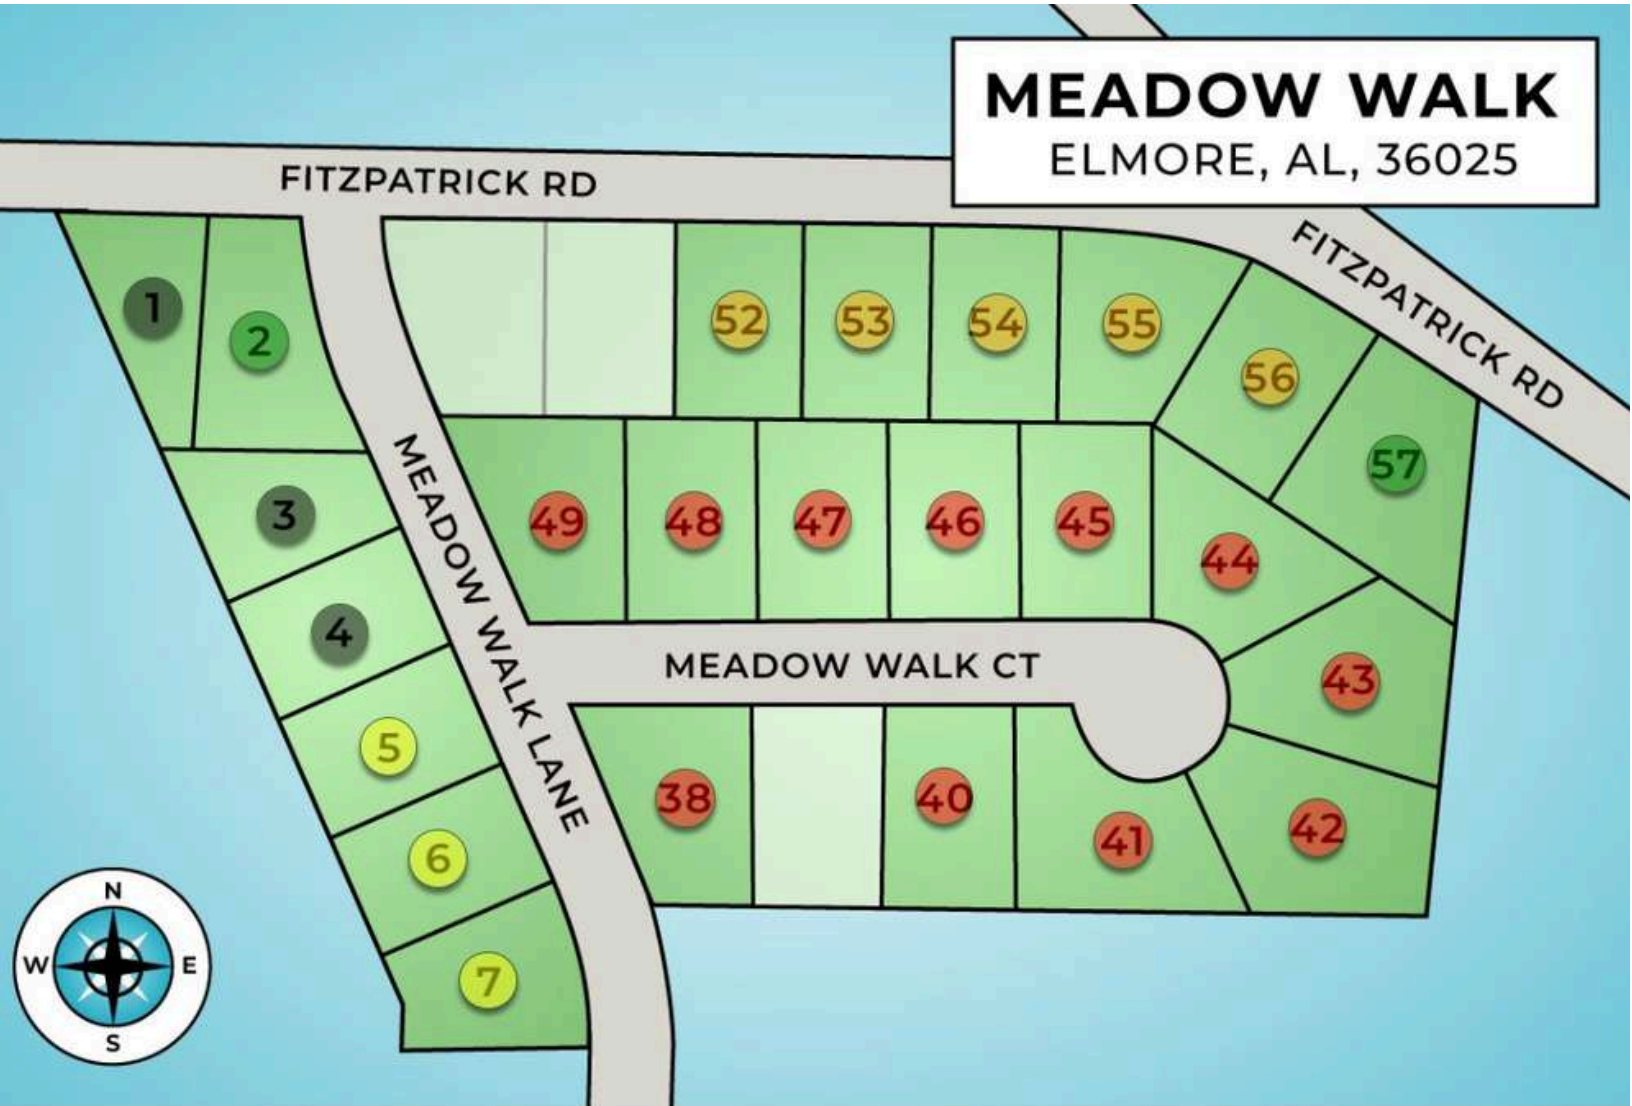 MEADOW WALK
ELMORE, AL, 36025
FITZPATRICK RD
FITZPATRICK RD
1
2
52
53
54
55
56
57
3
49
48
47
46
45
44
4
MEADOW WALK LANE
MEADOW WALK CT
43
5
38
40
41
42
6
7
N
W
E
S